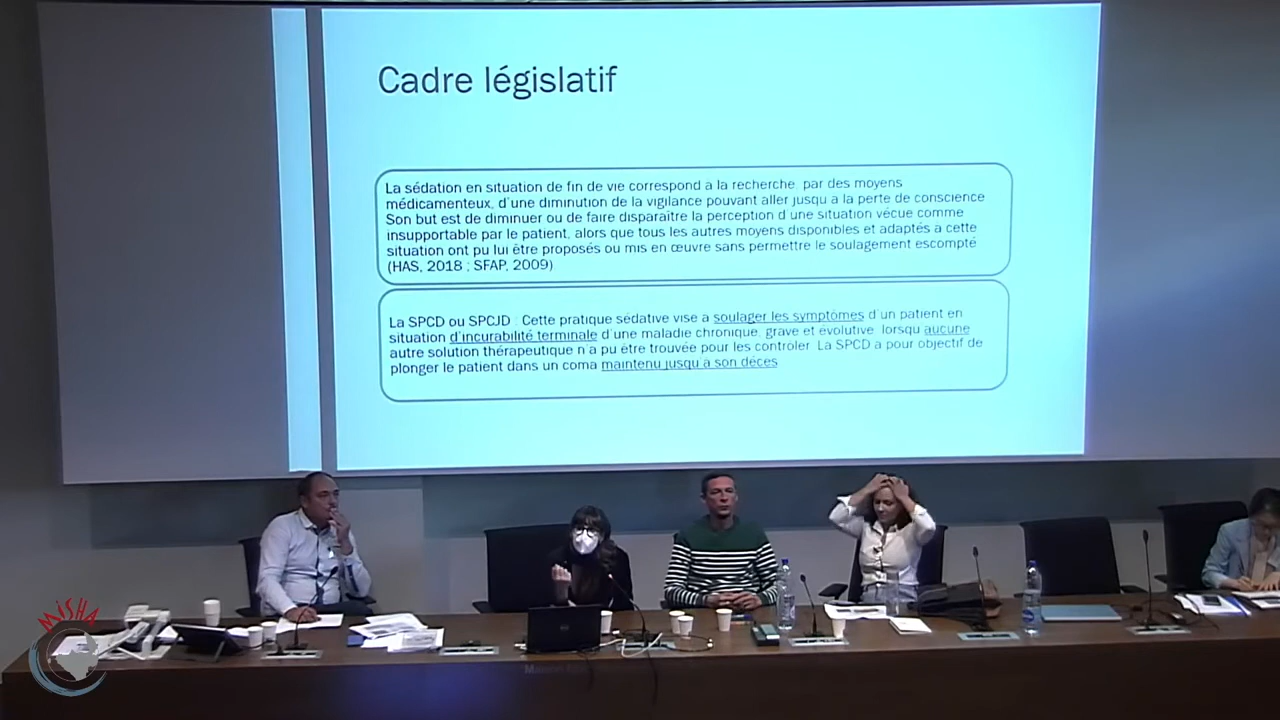 Cadre législatif
La sédation en situation de fin de vie correspond a la recherche, par des moyens
médicamenteux, d'une diminution de la vigilance pouvant aller jusqu a la perte de conscience
Son but est de diminuer ou de faire disparaître la perception d une situation vécue comme
insupportable par le patient, alors que tous les autres moyens disponibles et adaptés a cette
situation ont pu lui être proposés ou mis en œuvre sans permettre le soulagement escompté
(HAS, 2018 ; SFAP, 2009)
La SPCD ou SPCJD : Cette pratique sédative vise a soulager les symptômes d'un patient en
situation d'incurabilité terminale d'une maladie chronique, grave et évolutive, lorsqu'aucune
autre solution thérapeutique n'a pu être trouvée pour les controler. La SPCD a pour objectif de
plonger le patient dans un coma maintenu jusqu'a son décès
MiSHA